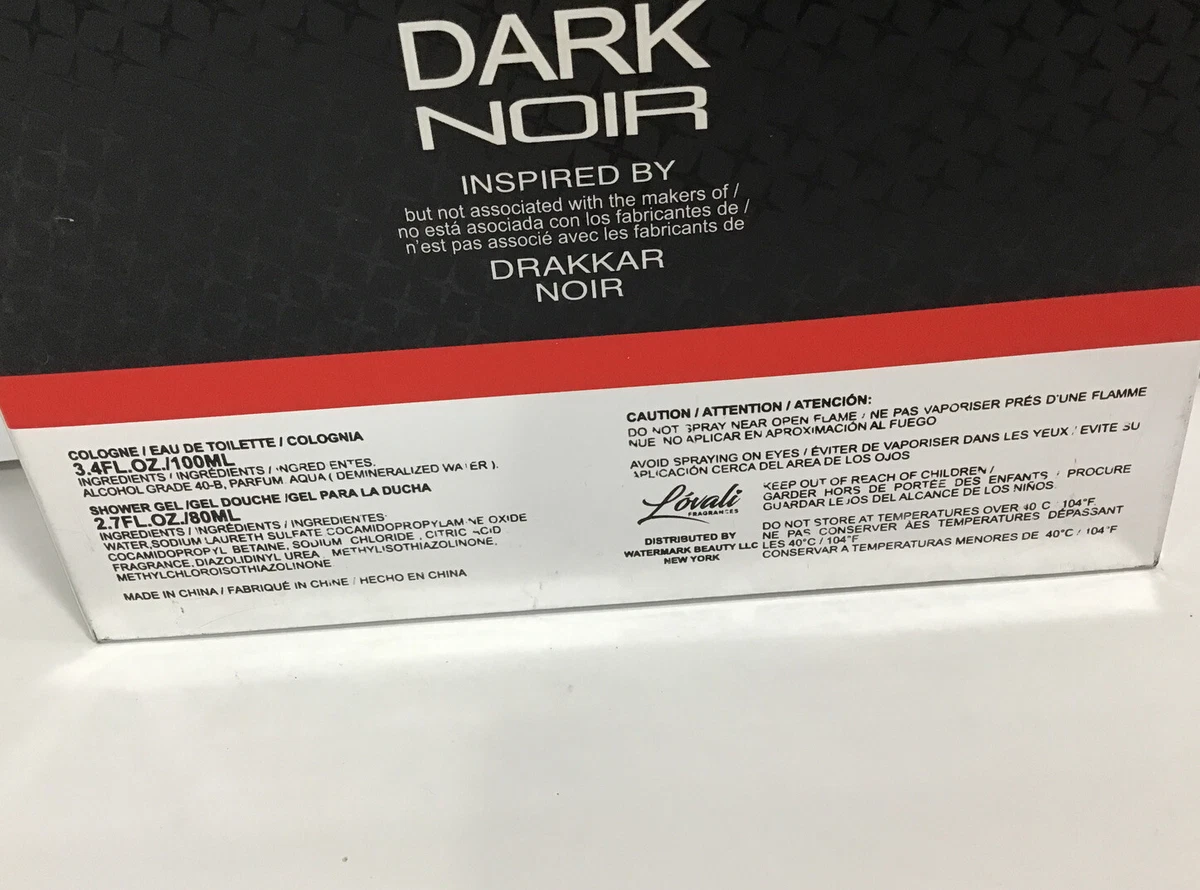 DARK
NOIR
INSPIRED BY
but not associated with the makers of /
no está asociada con los fabricantes de /
n'est pas associé avec les fabricants de
DRAKKAR
NOIR
COLOGNE / EAU DE TOILETTE / COLOGNIA
3.4FL.OZ./100ML
INGREDIENTS / INGRÉDIENTS / INGREDIENTES.
ALCOHOL GRADE 40-B, PARFUM. AQUA ( DEMINERALIZED WATER ).
SHOWER GEL /GEL DOUCHE /GEL PARA LA DUCHA
2.7FL.OZ./80ML
INGREDIENTS / INGRÉDIENTS / INGREDIENTES:
WATER,SODIUM LAURETH SULFATE COCAMIDOPROPYLAMINE OXIDE
COCAMIDOPROPYL BETAINE, SODIUM CHLORIDE , CITRIC ACID
FRAGRANCE,DIAZOLIDINYL UREA , METHYLISOTHIAZOLINONE,
METHYLCHLOROISOTHIAZOLINONE
MADE IN CHINA / FABRIQUÉ IN CHINE / HECHO EN CHINA
CAUTION / ATTENTION / ATENCIÓN:
DO NOT SPRAY NEAR OPEN FLAME / NE PAS VAPORISER PRÉS D'UNE FLAMME
NUE NO APLICAR EN APROXIMACIÓN AL FUEGO
AVOID SPRAYING ON EYES / ÉVITER DE VAPORISER DANS LES YEUX / EVITE SU
APLICACIÓN CERCA DEL AREA DE LOS OJOS
Lóvali
FRAGRANCES
DISTRIBUTED BY
WATERMARK BEAUTY LLC
NEW YORK
KEEP OUT OF REACH OF CHILDREN /
GARDER HORS DE PORTÉE DES ENFANTS / PROCURE
GUARDAR LEJOS DEL ALCANCE DE LOS NIÑOS.
DO NOT STORE AT TEMPERATURES OVER 40 C 104°F
NE PAS CONSERVER ÀES TEMPERATURES DÉPASSANT
LES 40°C / 104°F
CONSERVAR A TEMPERATURAS MENORES DE 40°C / 104°F